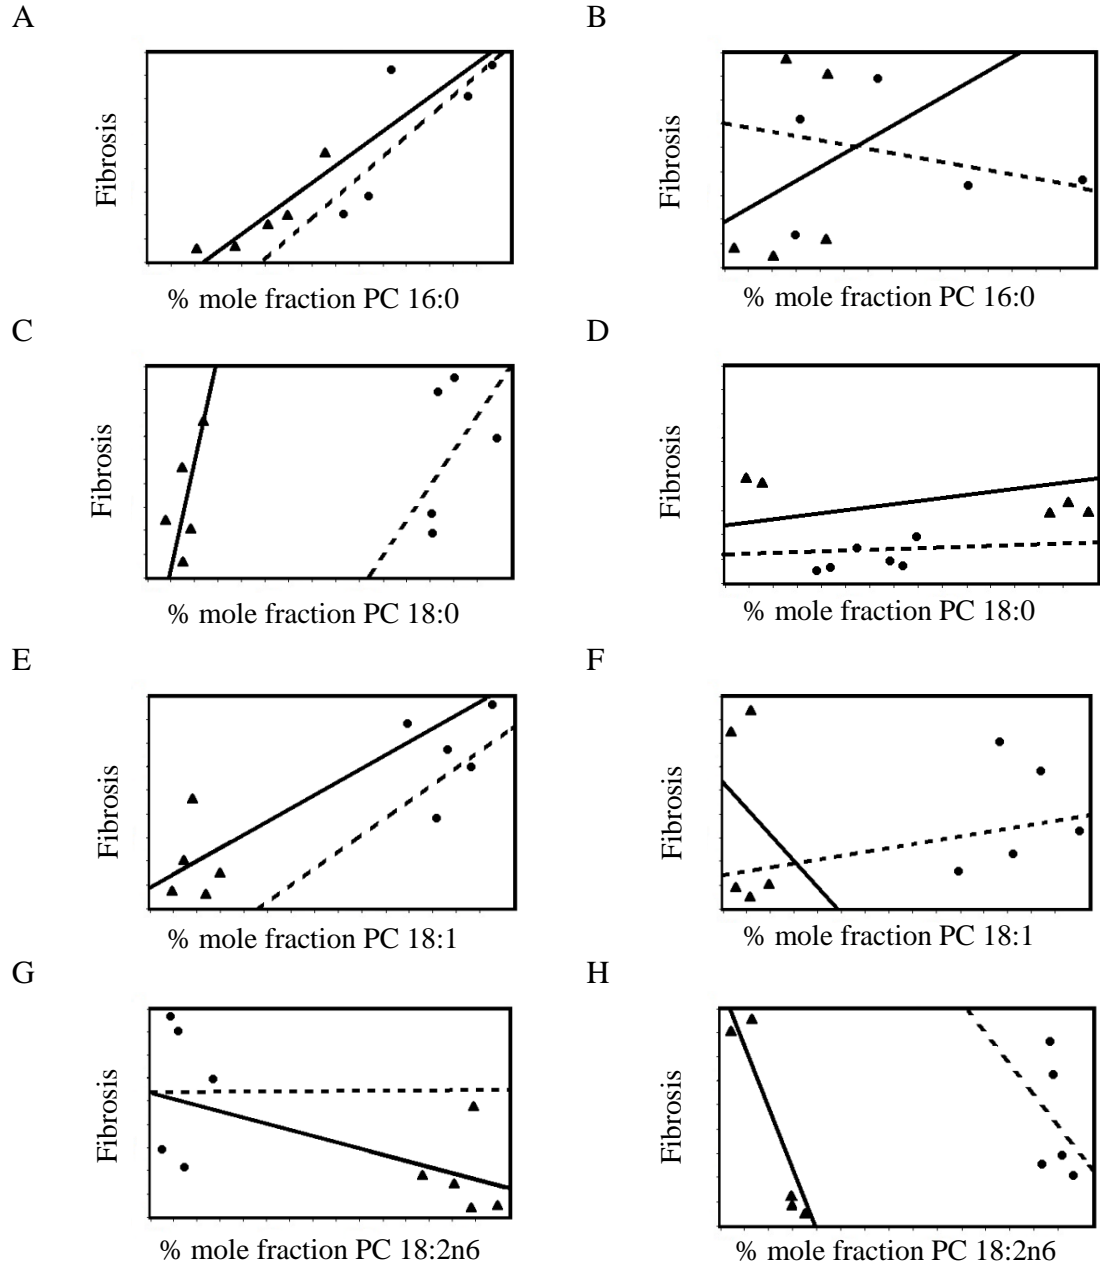 A
B
Fibrosis
Fibrosis
% mole fraction PC 16:0
% mole fraction PC 16:0
C
D
Fibrosis
Fibrosis
% mole fraction PC 18:0
% mole fraction PC 18:0
E
F
Fibrosis
Fibrosis
% mole fraction PC 18:1
% mole fraction PC 18:1
G
H
Fibrosis
Fibrosis
% mole fraction PC 18:2n6
% mole fraction PC 18:2n6